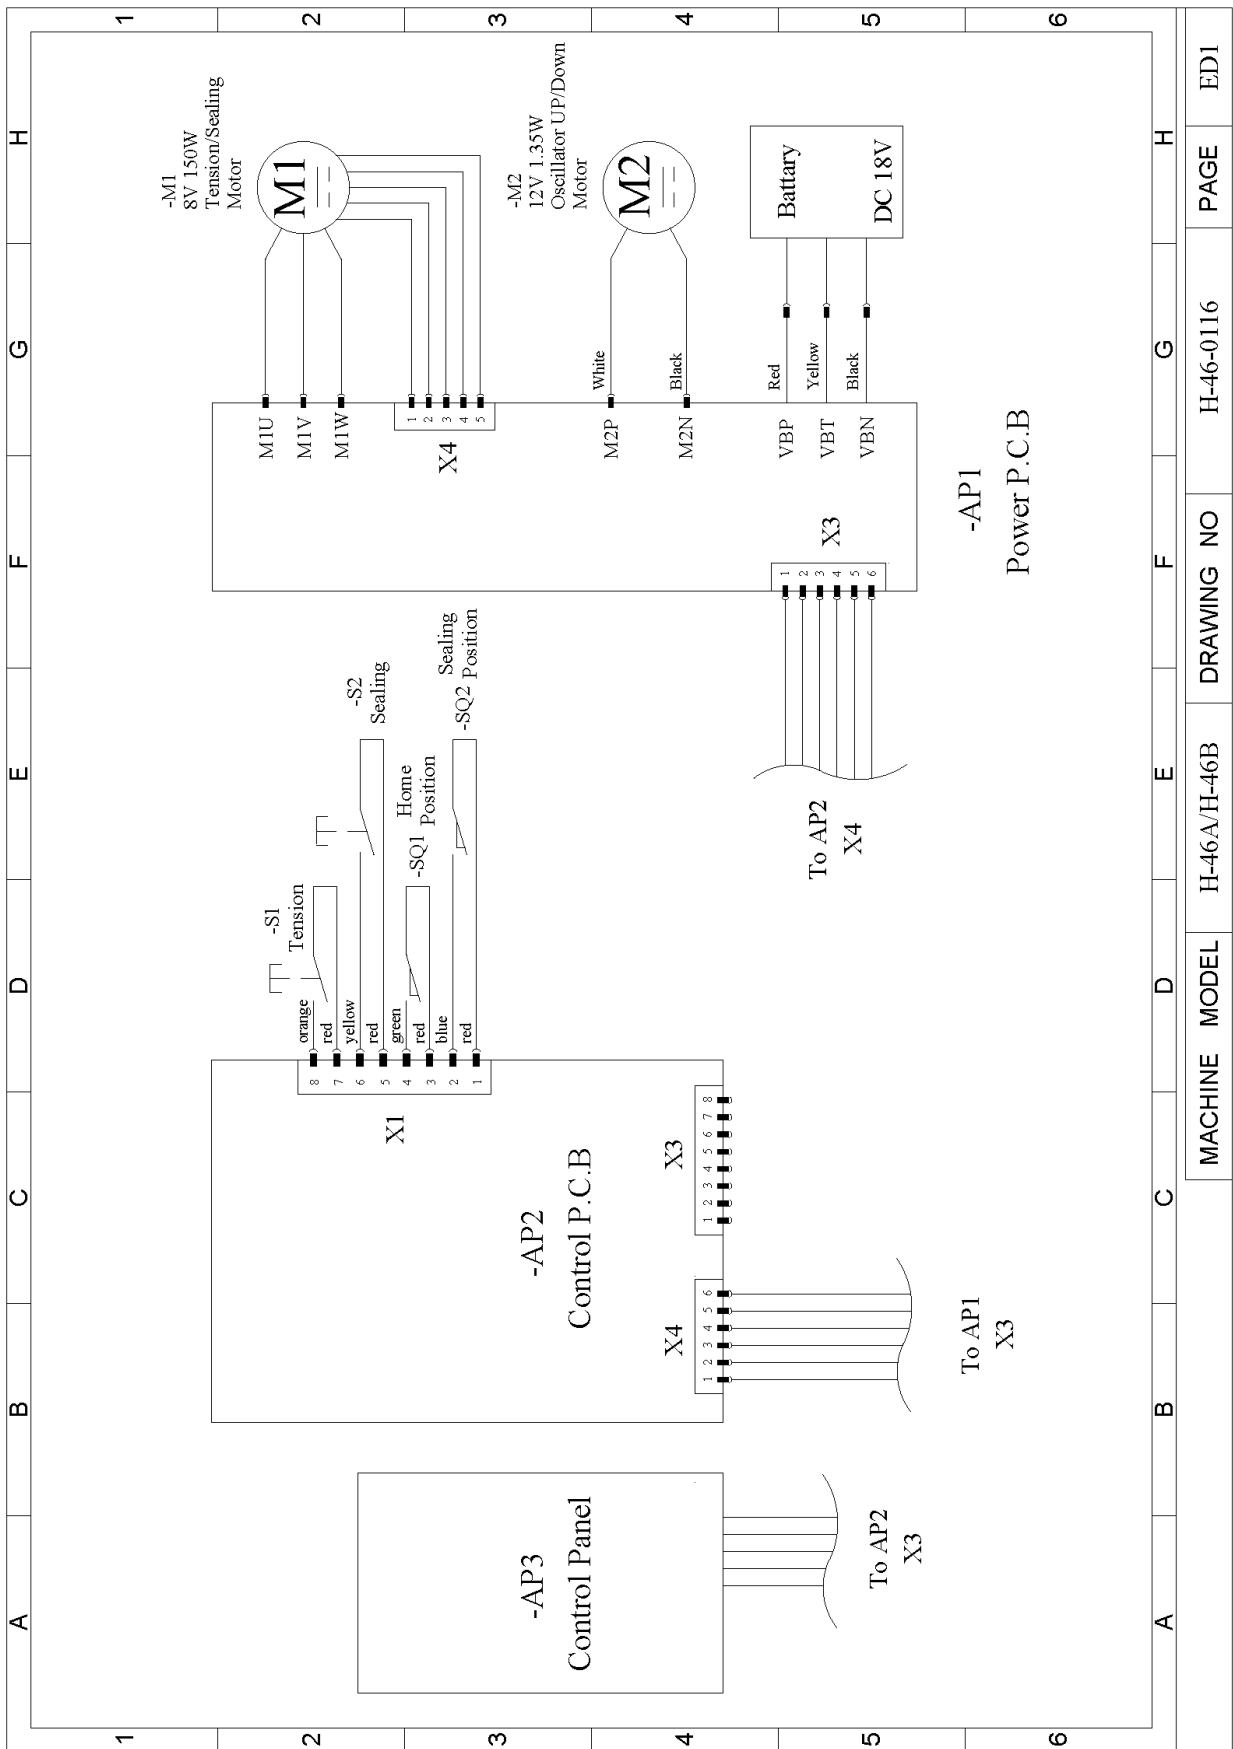 A
B
C
D
E
F
G
H
1
2
3
4
5
6
-M1
8V 150W
Tension/Sealing
Motor
M1
-M2
12V 1.35W
Oscillator UP/Down
Motor
M2
Battary
DC 18V
M1U
M1V
M1W
1
2
3
4
5
X4
White
Black
M2P
M2N
Red
Yellow
Black
VBP
VBT
VBN
X3
1
2
3
4
5
6
-AP1
Power P.C.B
To AP2
X4
-S1
Tension
-S2
Sealing
-SQ1
Home
Position
-SQ2
Sealing
Position
orange
red
yellow
red
green
red
blue
red
8
7
6
5
4
3
2
1
X1
-AP2
Control P.C.B
X4
1 2 3 4 5 6
X3
1 2 3 4 5 6 7 8
To AP1
X3
-AP3
Control Panel
To AP2
X3
A
B
C
D
E
F
G
H
1
2
3
4
5
6
MACHINE MODEL
H-46A/H-46B
DRAWING NO
H-46-0116
PAGE
ED1